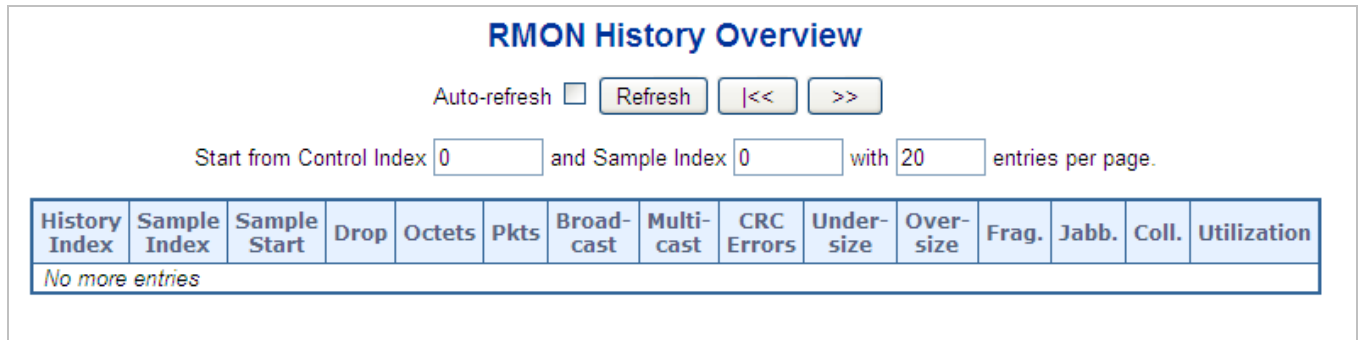 RMON History Overview
Auto-refresh Refresh |<< >>
Start from Control Index 0 and Sample Index 0 with 20 entries per page.
History Index Sample Index Sample Start Drop Octets Pkts Broad-cast Multi-cast CRC Errors Under-size Over-size Frag. Jabb. Coll. Utilization
No more entries